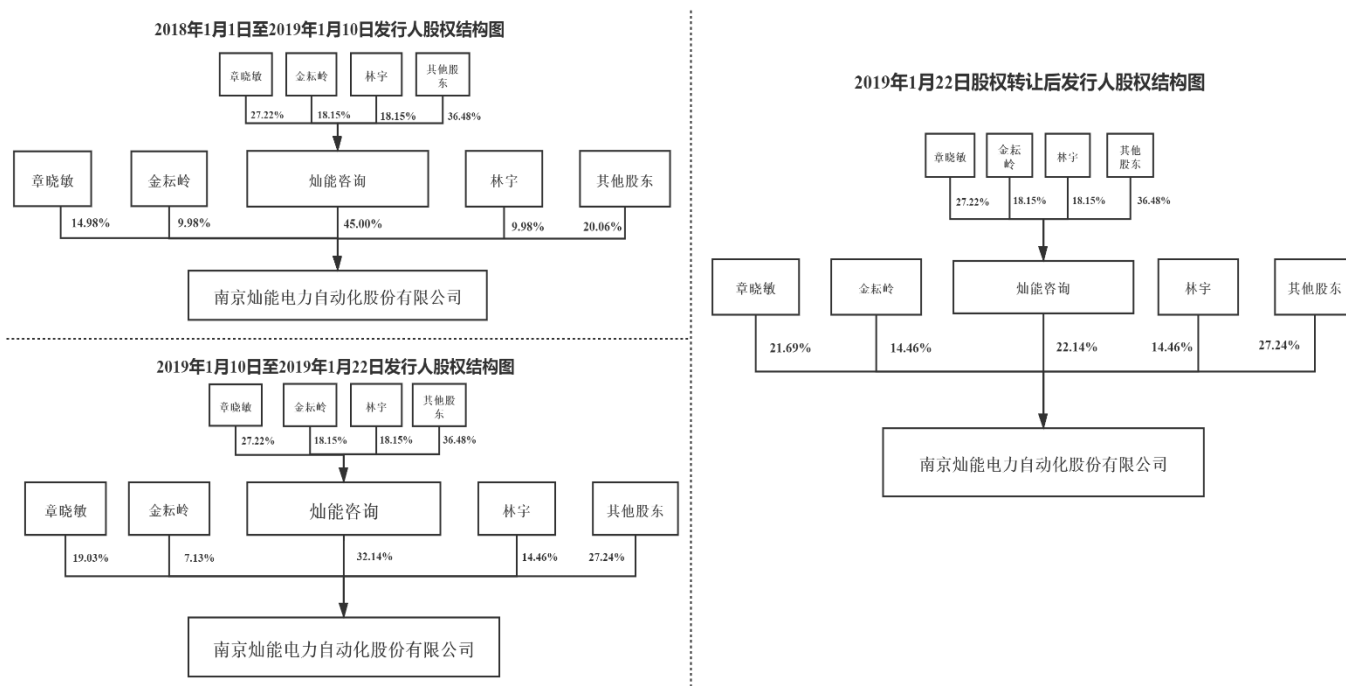 2018年1月1日至2019年1月10日发行人股权结构图
章晓敏
金耘岭
林宇
其他股
东
27.22%
18.15%
18.15%
36.48%
章晓敏
金耘岭
灿能咨询
林宇
其他股东
14.98%
9.98%
45.00%
9.98%
20.06%
南京灿能电力自动化股份有限公司
2019年1月10日至2019年1月22日发行人股权结构图
章晓敏
金耘岭
林宇
其他股
东
27.22%
18.15%
18.15%
36.48%
章晓敏
金耘岭
灿能咨询
林宇
其他股东
19.03%
7.13%
32.14%
14.46%
27.24%
南京灿能电力自动化股份有限公司
2019年1月22日股权转让后发行人股权结构图
章晓敏
金耘
岭
林宇
其他
股东
27.22%
18.15%
18.15%
36.48%
章晓敏
金耘岭
灿能咨询
林宇
其他股东
21.69%
14.46%
22.14%
14.46%
27.24%
南京灿能电力自动化股份有限公司